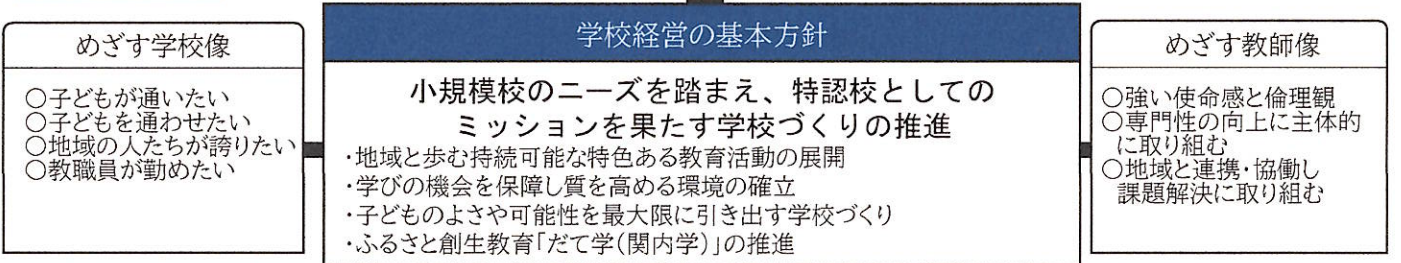 めざす学校像
○子どもが通いたい
○子どもを通わせたい
○地域の人たちが誇りたい
○教職員が勤めたい
学校経営の基本方針
小規模校のニーズを踏まえ、特認校としての
ミッションを果たす学校づくりの推進
・地域と歩む持続可能な特色ある教育活動の展開
・学びの機会を保障し質を高める環境の確立
・子どものよさや可能性を最大限に引き出す学校づくり
・ふるさと創生教育「だて学(関内学)」の推進
めざす教師像
○強い使命感と倫理観
○専門性の向上に主体的
に取り組む
○地域と連携・協働し
課題解決に取り組む